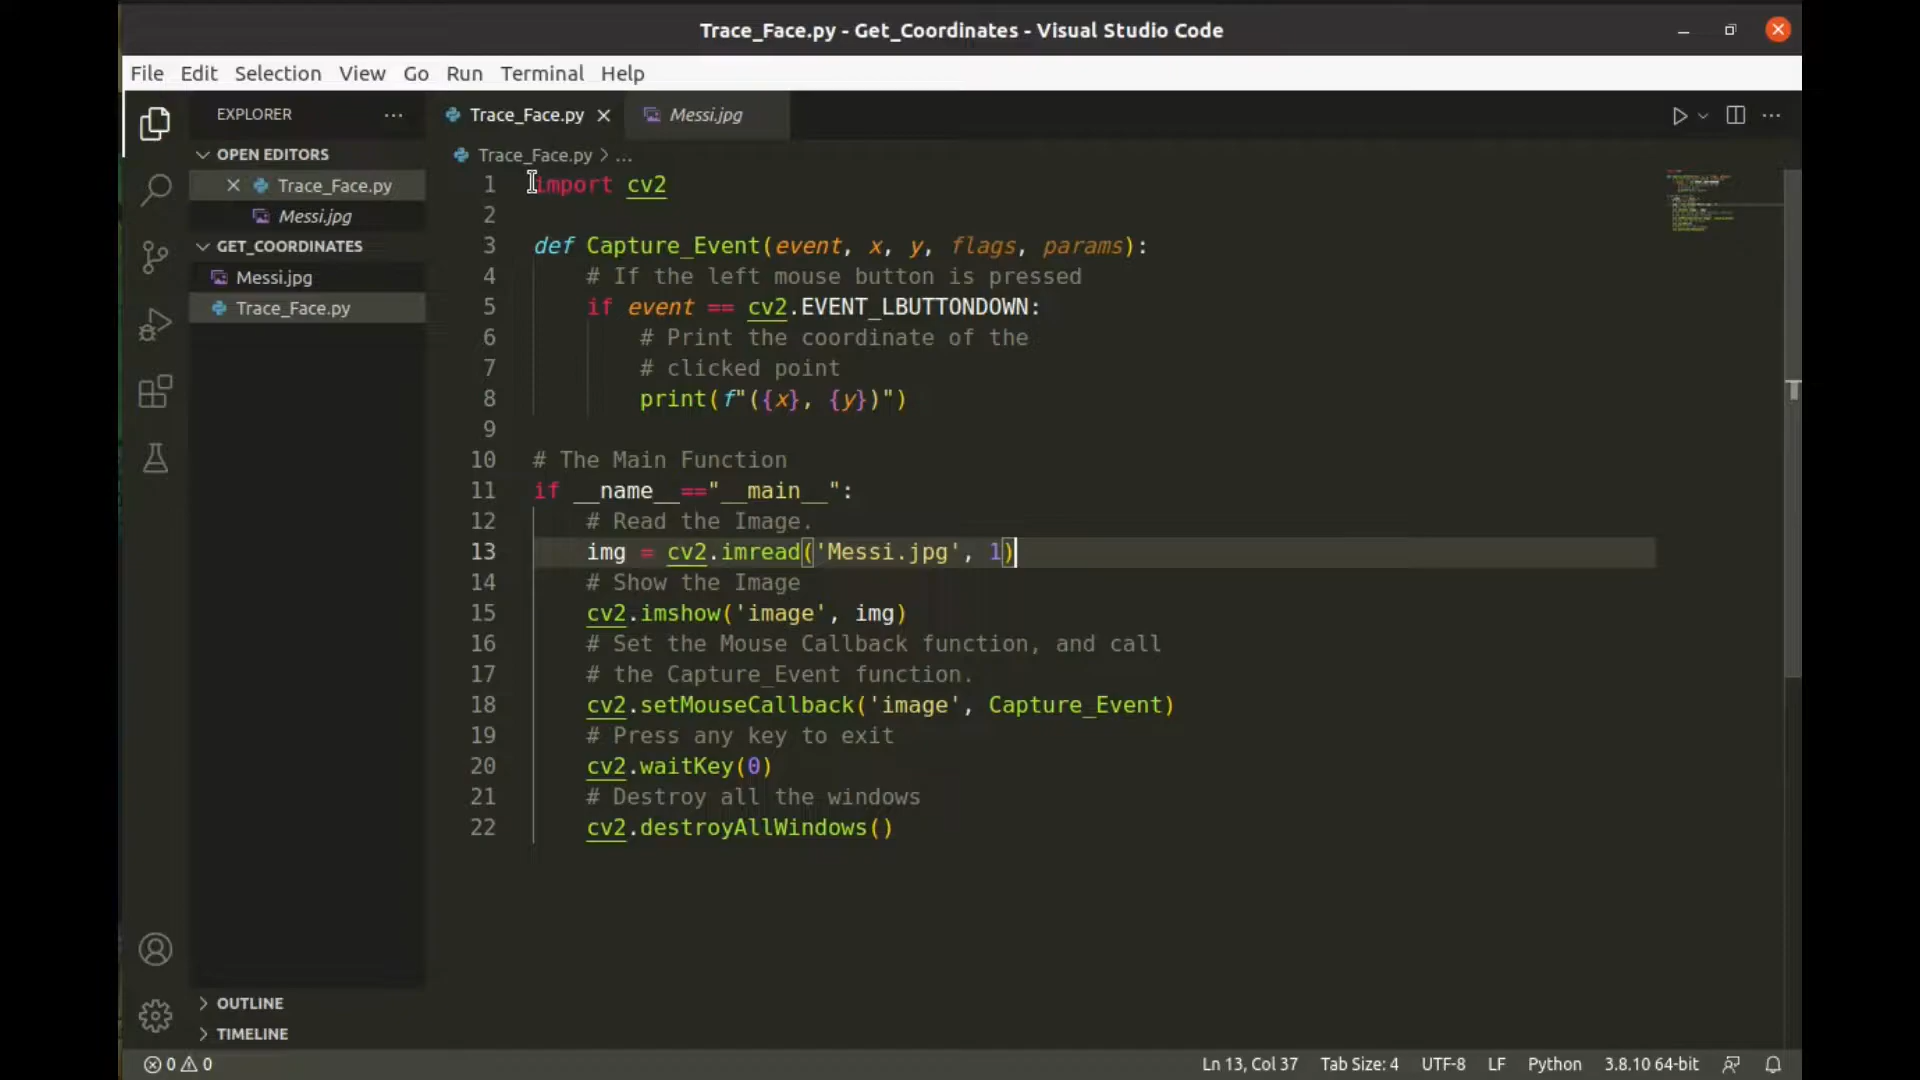 Trace_Face.py - Get_Coordinates - Visual Studio Code
File Edit Selection View Go Run Terminal Help
EXPLORER
Trace_Face.py
Messi.jpg
OPEN EDITORS
Trace_Face.py
Messi.jpg
GET_COORDINATES
Messi.jpg
Trace_Face.py
Trace_Face.py > ...
1 import cv2
2
3 def Capture_Event(event, x, y, flags, params):
4     # If the left mouse button is pressed
5     if event == cv2.EVENT_LBUTTONDOWN:
6         # Print the coordinate of the
7         # clicked point
8         print(f"({x}, {y})")
9
10 # The Main Function
11 if __name__=="__main__":
12     # Read the Image.
13     img = cv2.imread('Messi.jpg', 1)
14     # Show the Image
15     cv2.imshow('image', img)
16     # Set the Mouse Callback function, and call
17     # the Capture_Event function.
18     cv2.setMouseCallback('image', Capture_Event)
19     # Press any key to exit
20     cv2.waitKey(0)
21     # Destroy all the windows
22     cv2.destroyAllWindows()
OUTLINE
TIMELINE
0 0
Ln 13, Col 37 Tab Size: 4 UTF-8 LF Python 3.8.10 64-bit